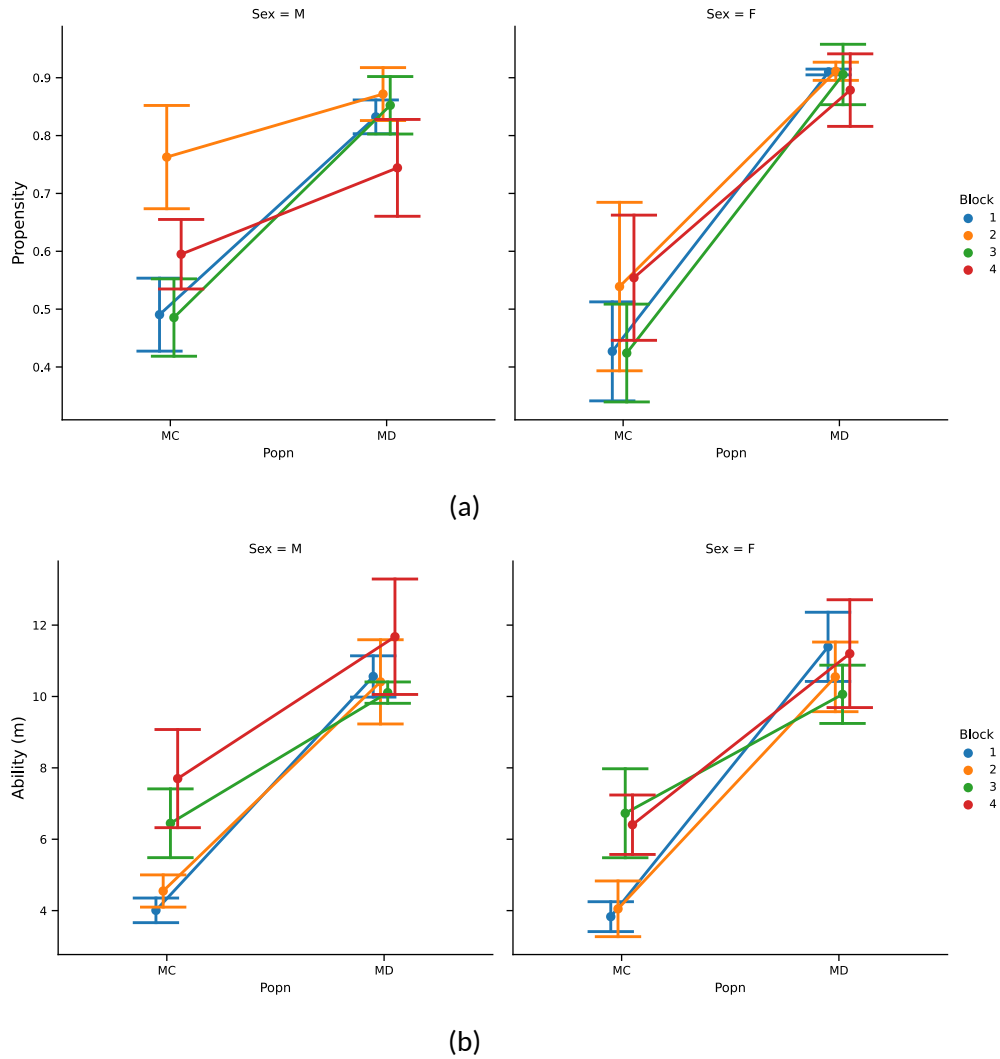 Sex = M
Sex = F
Propensity
0.9
0.8
0.7
0.6
0.5
0.4
MC
MD
Popn
MC
MD
Popn
Block
1
2
3
4
(a)
Sex = M
Sex = F
Ability (m)
12
10
8
6
4
MC
MD
Popn
MC
MD
Popn
Block
1
2
3
4
(b)